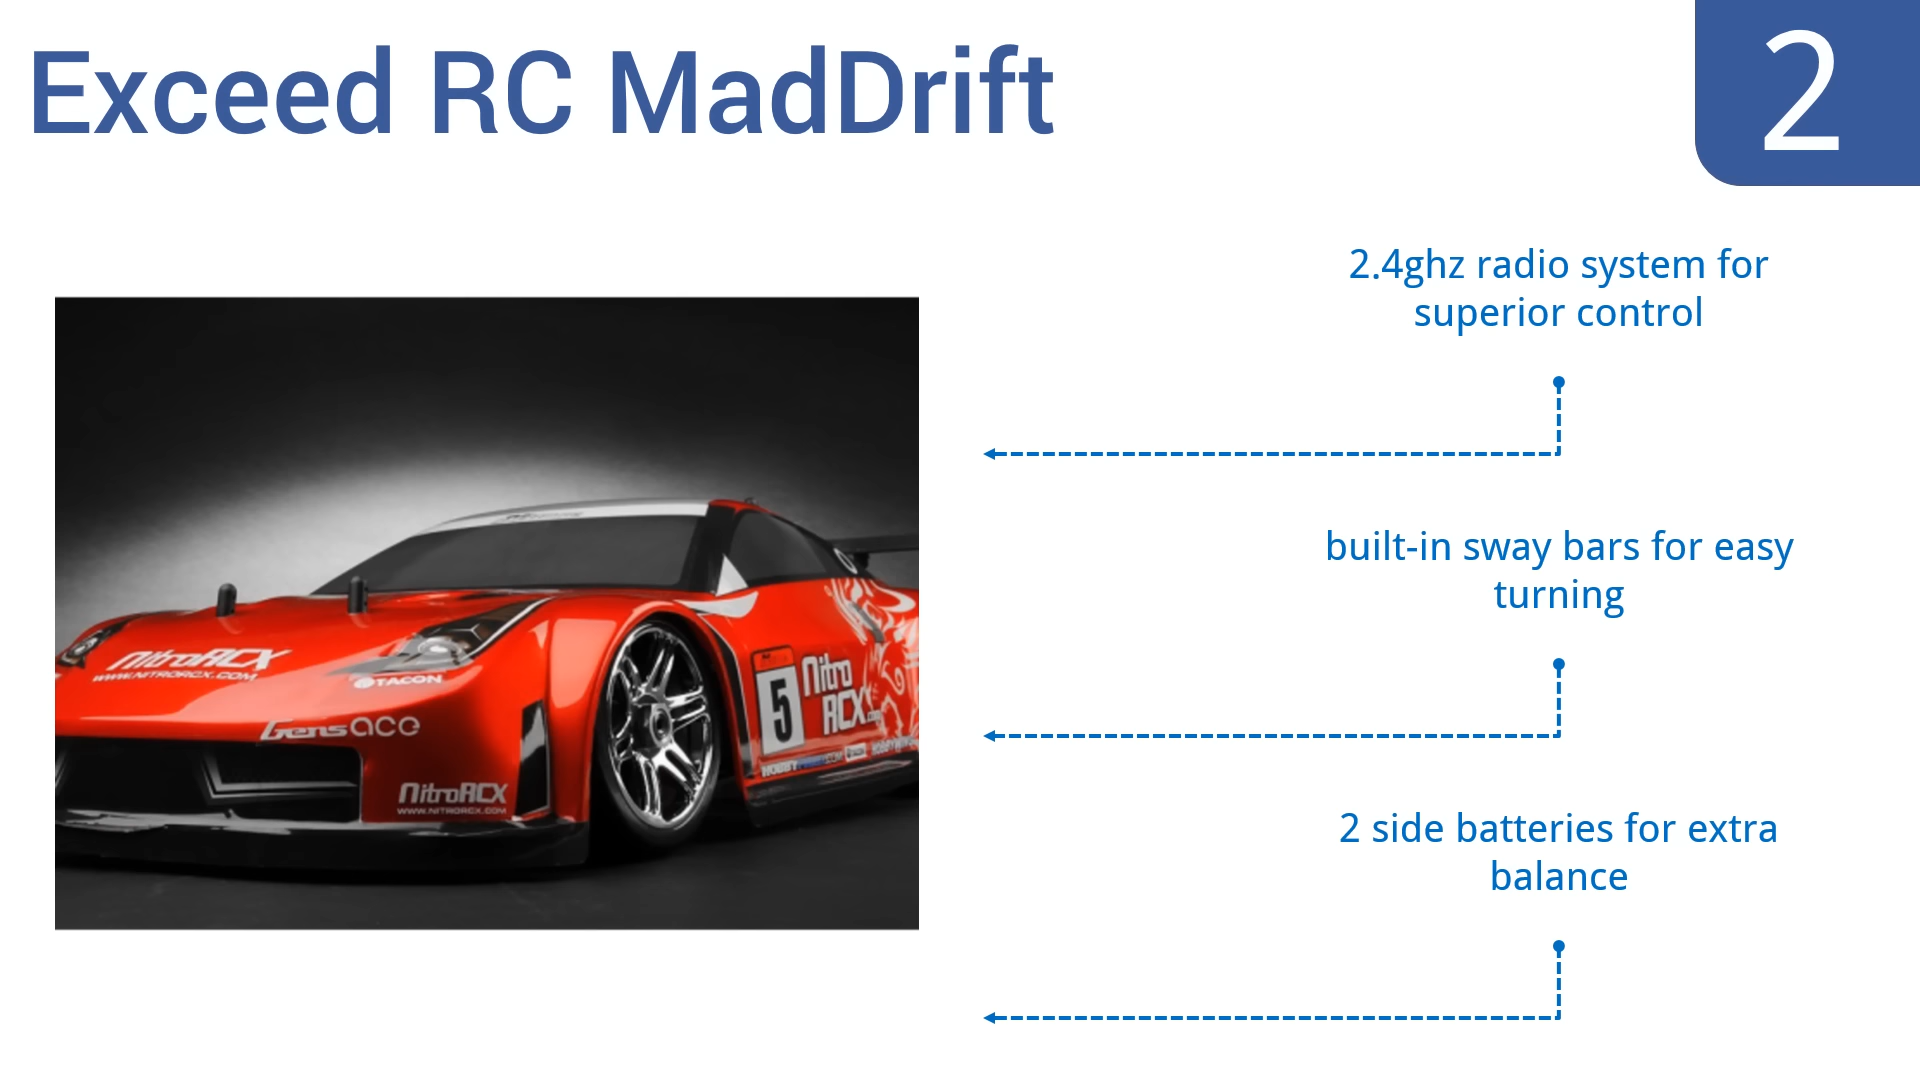 Exceed RC MadDrift
2
2.4ghz radio system for
superior control
built-in sway bars for easy
turning
2 side batteries for extra
balance
NitroRCX
WWW.NITRORCX.COM
TACON
Gens ace
NitroRCX
WWW.NITRORCX.COM
5
Nitro
RCX